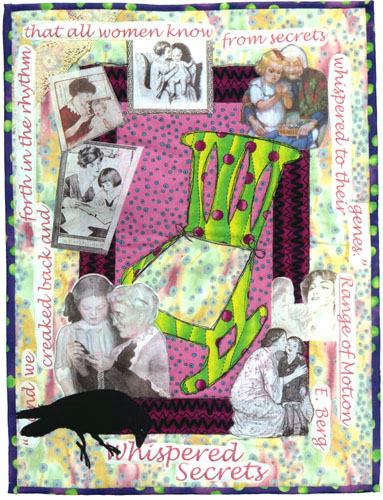 "And we
creaked back and
forth in the rhythm
that all women know
from secrets
whispered to their
genes."
Range of Motion
E. Berg
Whispered
Secrets